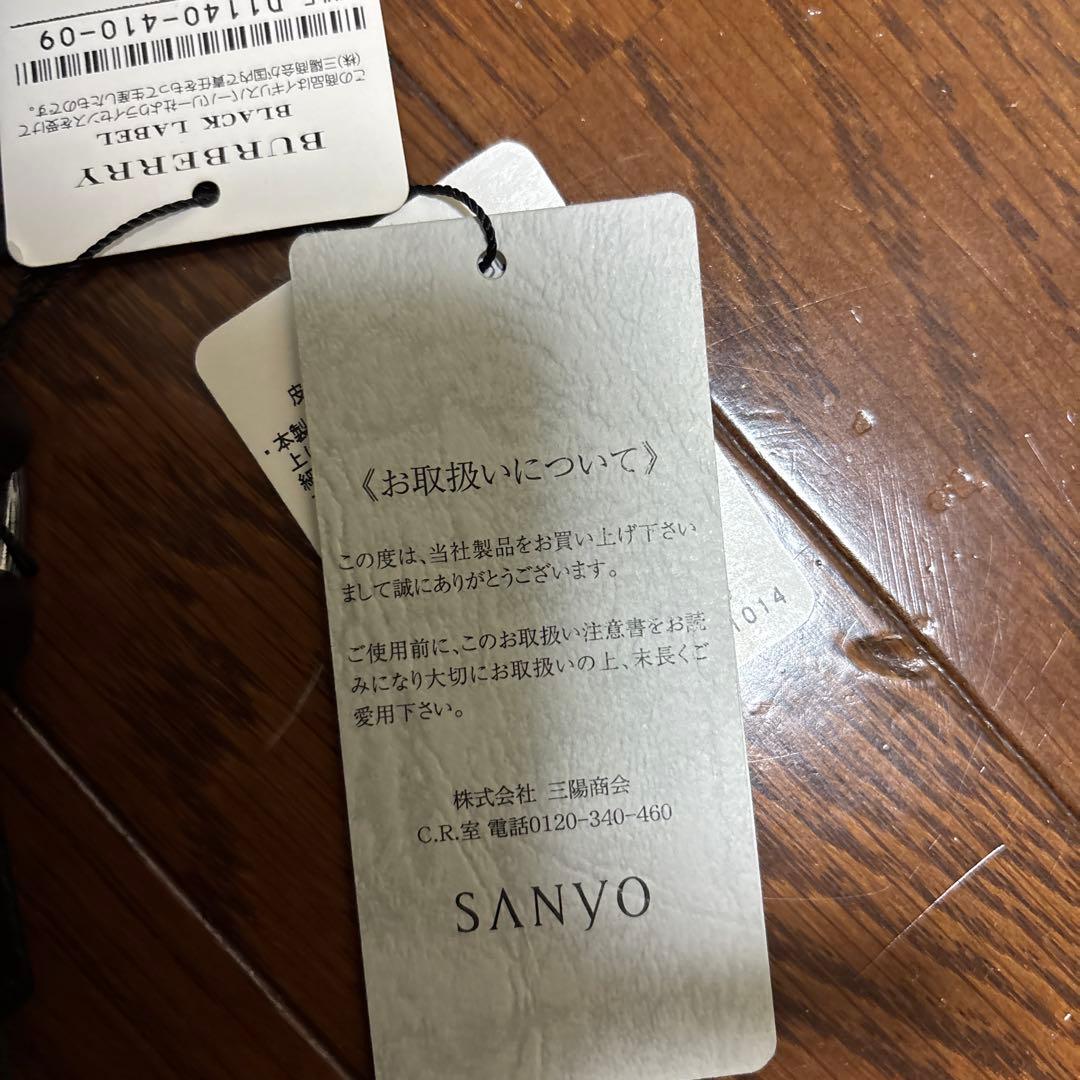 BURBERRY
BLACK LABEL
この商品はイギリスバーバリー社よりライセンスを受けて
(株)三陽商会が国内で責任をもって生産したものです。
D1140-410-09
皮
・本製
上し
《お取扱いについて》
この度は、当社製品をお買い上げ下さい
まして誠にありがとうございます。
ご使用前に、このお取扱い注意書をお読
みになり大切にお取扱いの上、末長くご
愛用下さい。
株式会社 三陽商会
C.R.室 電話0120-340-460
SANYO
1014